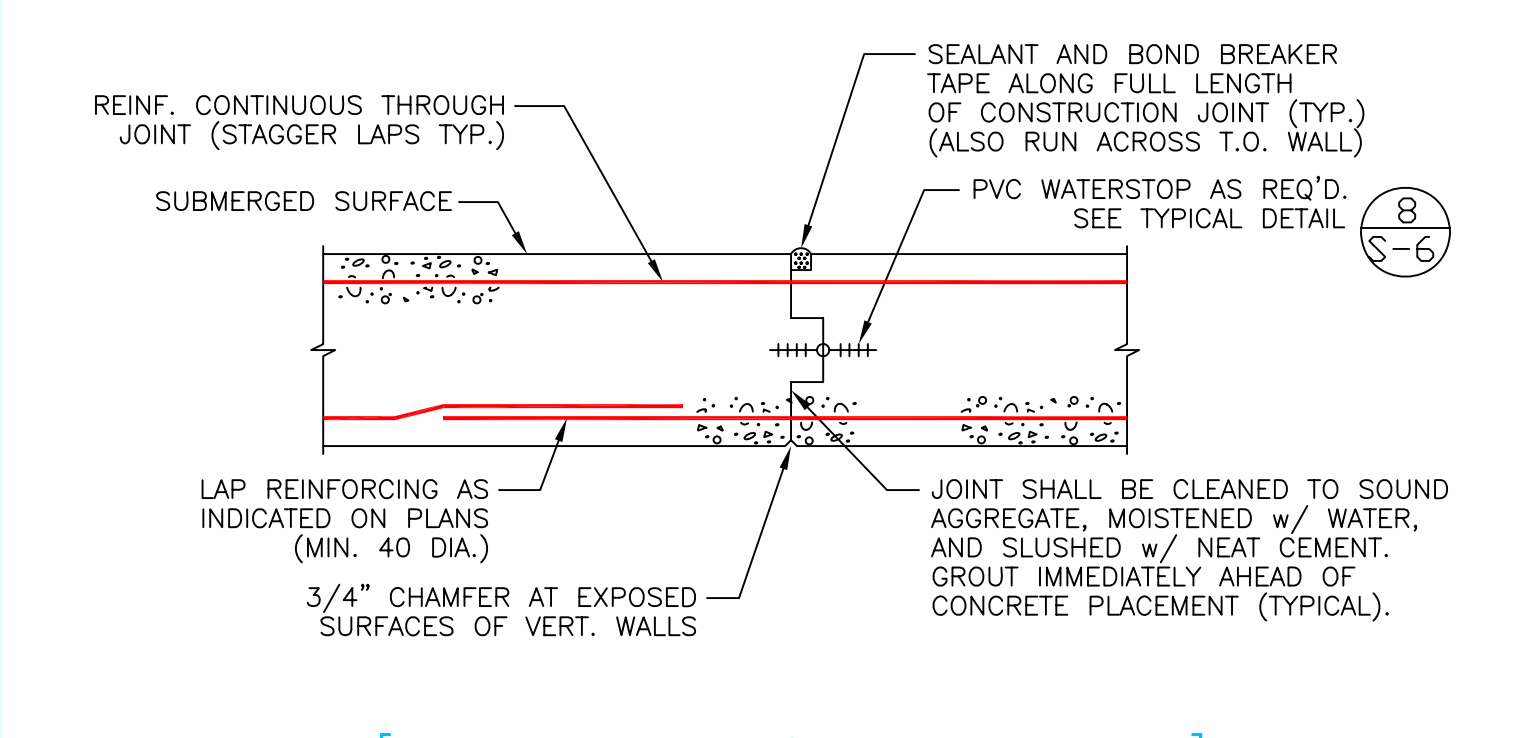 SEALANT AND BOND BREAKER
TAPE ALONG FULL LENGTH
OF CONSTRUCTION JOINT (TYP.)
(ALSO RUN ACROSS T.O. WALL)
REINF. CONTINUOUS THROUGH
JOINT (STAGGER LAPS TYP.)
SUBMERGED SURFACE
PVC WATERSTOP AS REQ'D.
SEE TYPICAL DETAIL
8
S-6
LAP REINFORCING AS
INDICATED ON PLANS
(MIN. 40 DIA.)
3/4" CHAMFER AT EXPOSED
SURFACES OF VERT. WALLS
JOINT SHALL BE CLEANED TO SOUND
AGGREGATE, MOISTENED w/ WATER,
AND SLUSHED w/ NEAT CEMENT.
GROUT IMMEDIATELY AHEAD OF
CONCRETE PLACEMENT (TYPICAL).